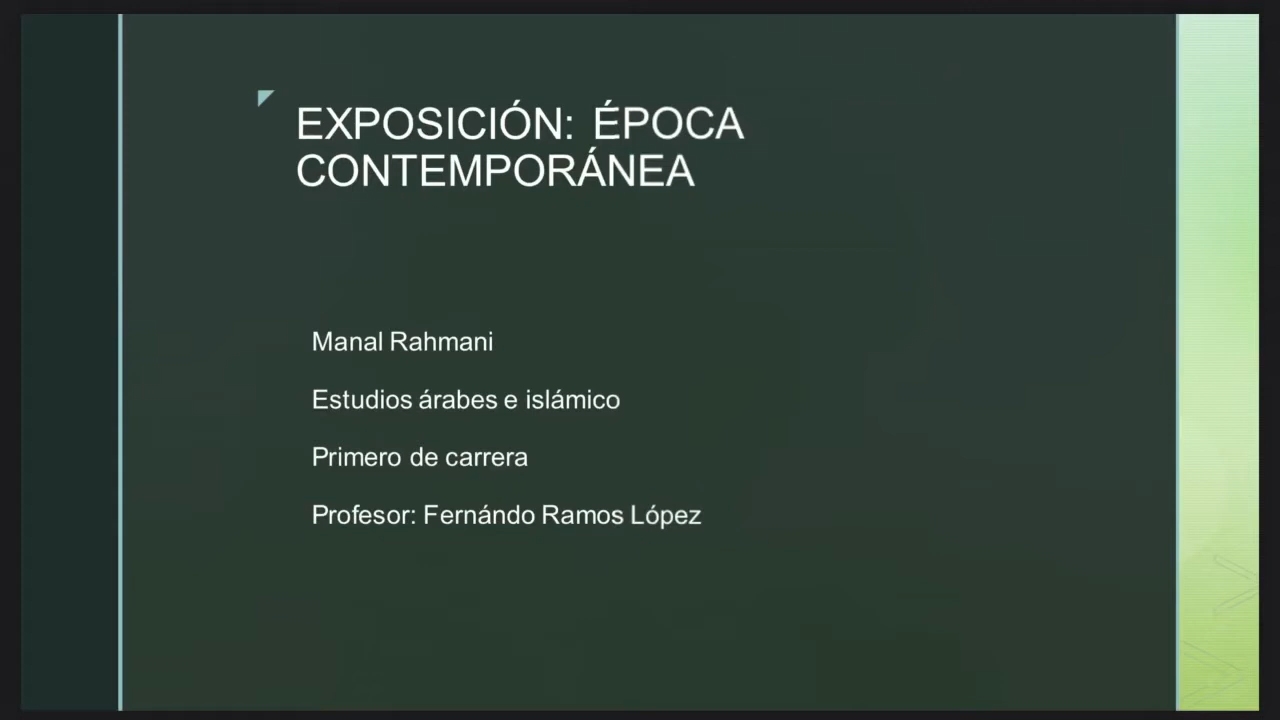 EXPOSICIÓN: ÉPOCA
CONTEMPORÁNEA
Manal Rahmani
Estudios árabes e islámico
Primero de carrera
Profesor: Fernándo Ramos López